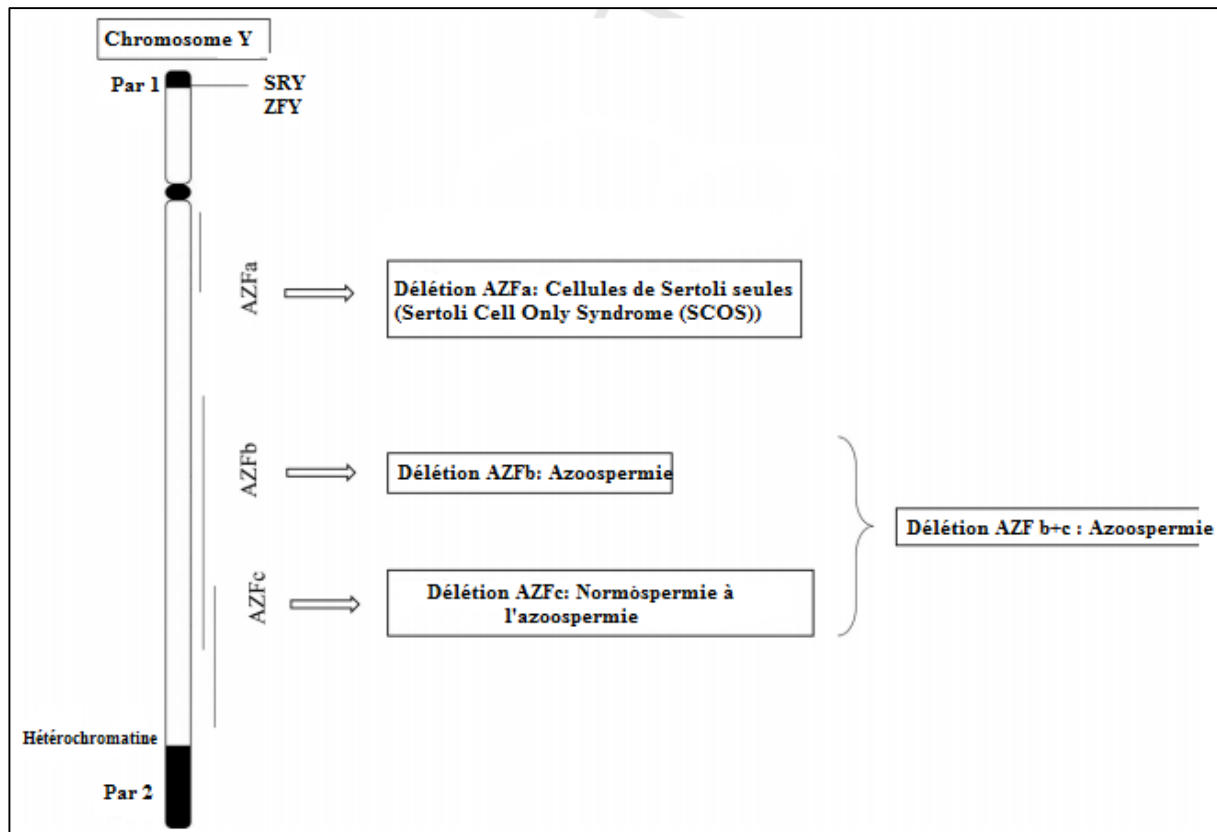 Chromosome Y
Par 1
SRY
ZFY
AZFa
Délétion AZFa: Cellules de Sertoli seules
(Sertoli Cell Only Syndrome (SCOS))
AZFb
Délétion AZFb: Azoospermie
Délétion AZF b+c : Azoospermie
AZFc
Délétion AZFc: Normòspermie à
l'azoospermie
Hétérochromatine
Par 2